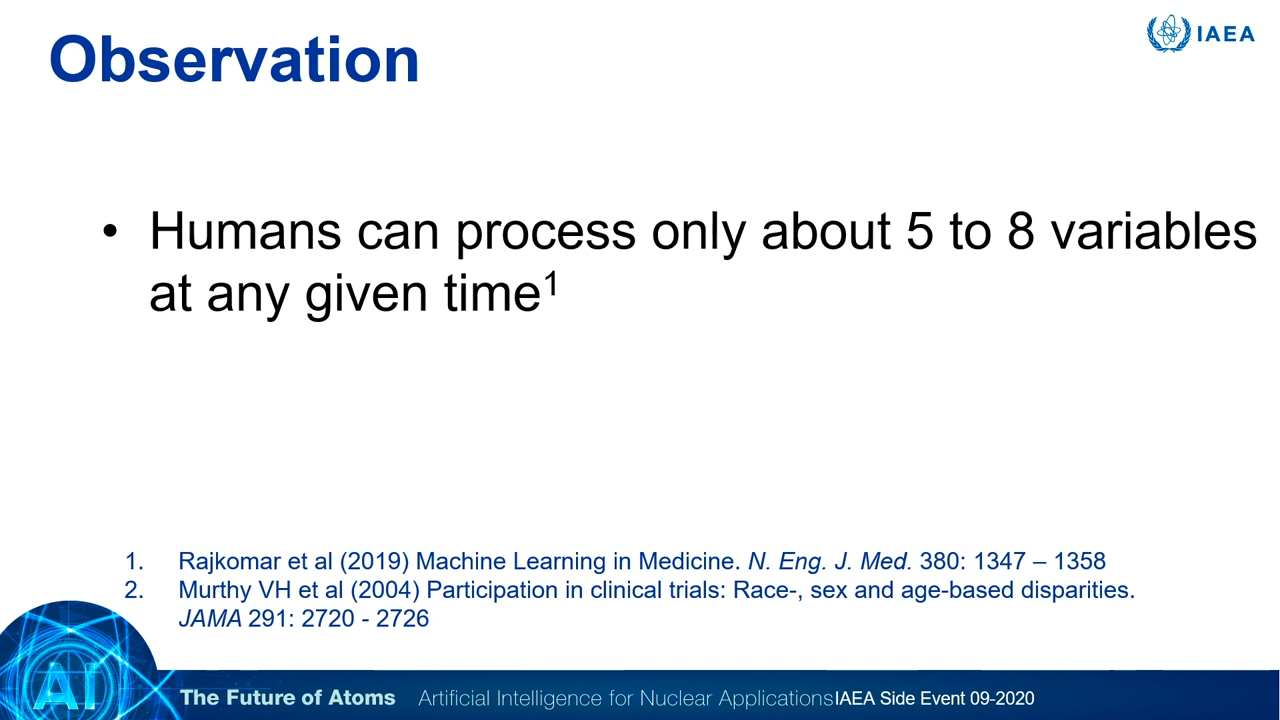 Observation
IAEA
• Humans can process only about 5 to 8 variables
at any given time¹
1. Rajkomar et al (2019) Machine Learning in Medicine. N. Eng. J. Med. 380: 1347 – 1358
2. Murthy VH et al (2004) Participation in clinical trials: Race-, sex and age-based disparities.
JAMA 291: 2720 - 2726
AI
The Future of Atoms Artificial Intelligence for Nuclear Applications IAEA Side Event 09-2020